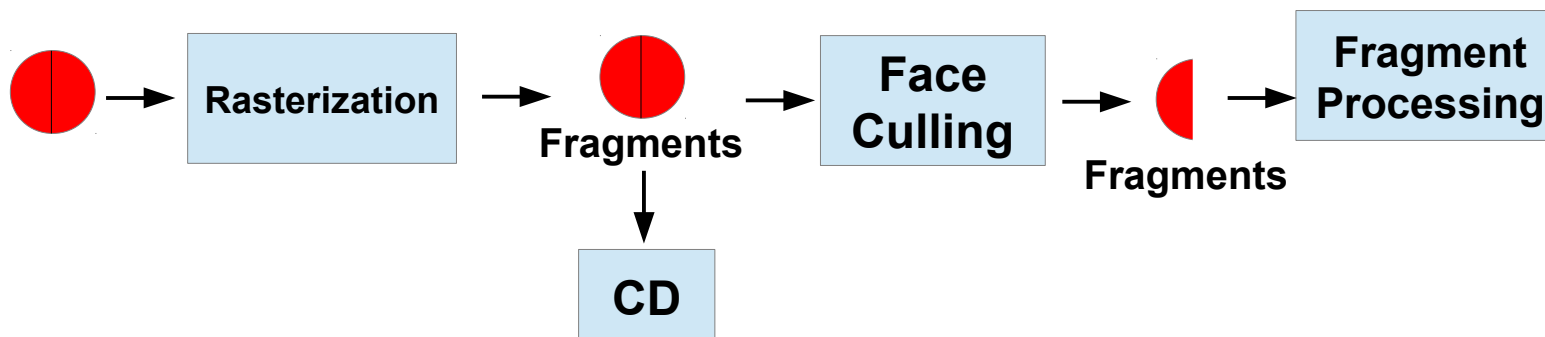 Rasterization
Fragments
CD
Face
Culling
Fragments
Fragment
Processing